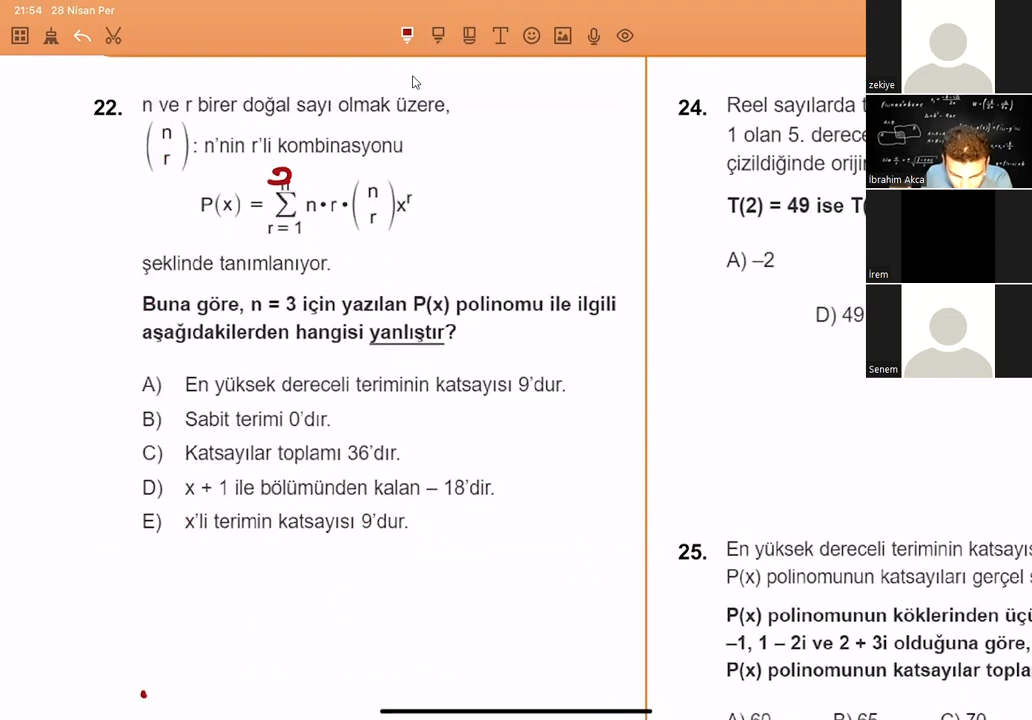 21:54 28 Nisan Per
22. n ve r birer doğal sayı olmak üzere,
(n r) : n'nin r'li kombinasyonu
P(x) = ∑ n•r•(n r)x^r
r = 1
şeklinde tanımlanıyor.
Buna göre, n = 3 için yazılan P(x) polinomu ile ilgili
aşağıdakilerden hangisi yanlıştır?
A) En yüksek dereceli teriminin katsayısı 9'dur.
B) Sabit terimi 0'dır.
C) Katsayılar toplamı 36'dır.
D) x + 1 ile bölümünden kalan – 18'dir.
E) x'li terimin katsayısı 9'dur.
24. Reel sayılarda
1 olan 5. derece
çizildiğinde oriji
T(2) = 49 ise T(
A) –2
D) 49
25. En yüksek dereceli teriminin katsayıs
P(x) polinomunun katsayıları gerçel s
P(x) polinomunun köklerinden üçü
–1, 1 – 2i ve 2 + 3i olduğuna göre,
P(x) polinomunun katsayılar topla
A) 60 B) 65 C) 70
zekiye
İbrahim Akca
İrem
Senem